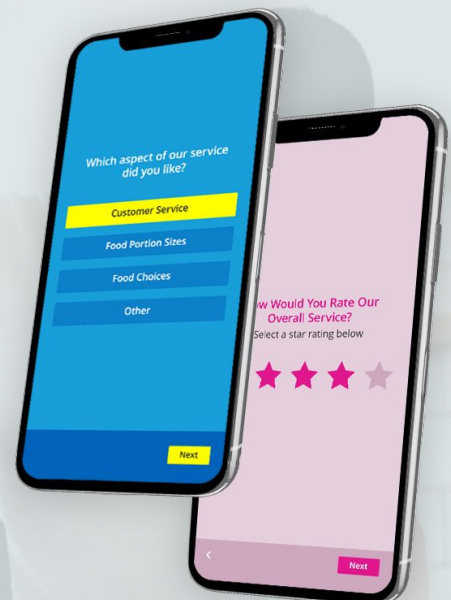 Which aspect of our service
did you like?
Customer Service
Food Portion Sizes
Food Choices
Other
Next
w Would You Rate Our
Overall Service?
Select a star rating below
Next